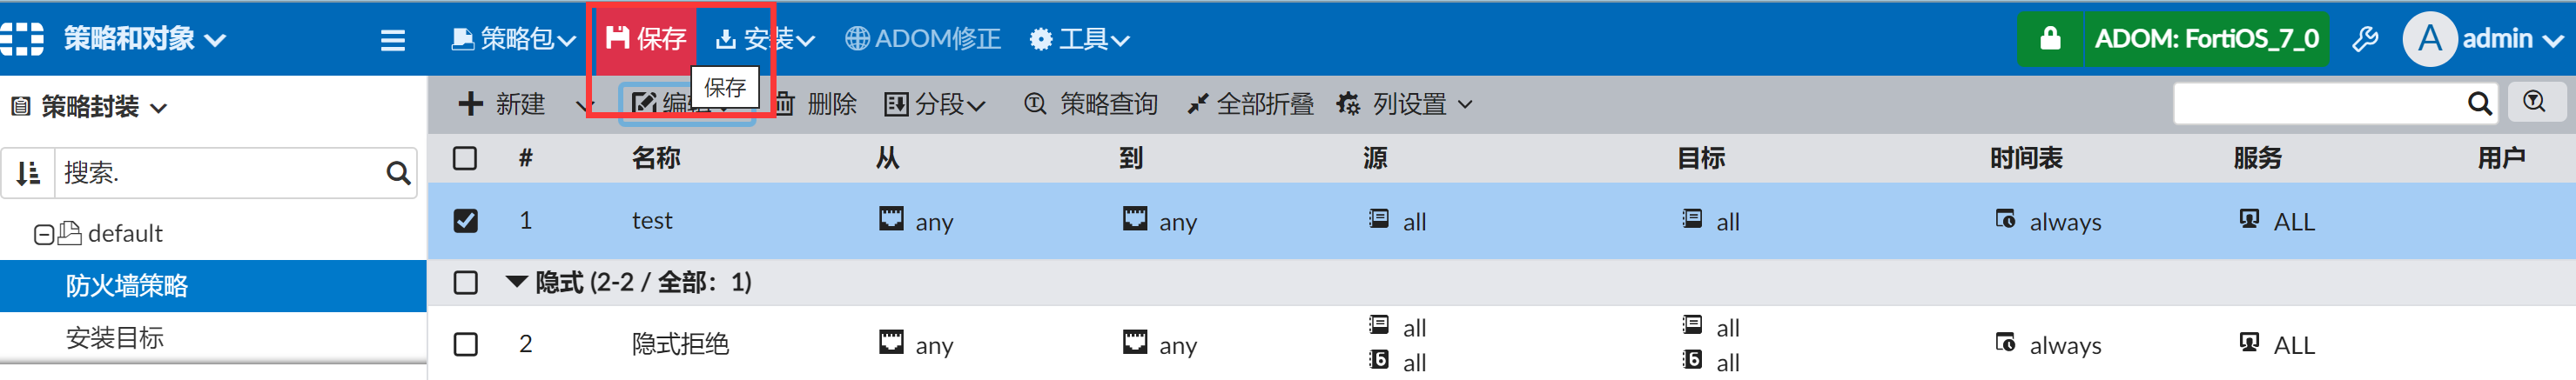 策略和对象 策略包 保存 安装 ADOM修正 工具 ADOM: FortiOS_7_0 A admin
保存
策略封装 新建 编辑 删除 分段 策略查询 全部折叠 列设置
# 名称 从 到 源 目标 时间表 服务 用户
搜索.
1 test any any all all always ALL
default
隐式 (2-2 / 全部：1)
防火墙策略
安装目标
2 隐式拒绝 any any all all always ALL
6 all 6 all